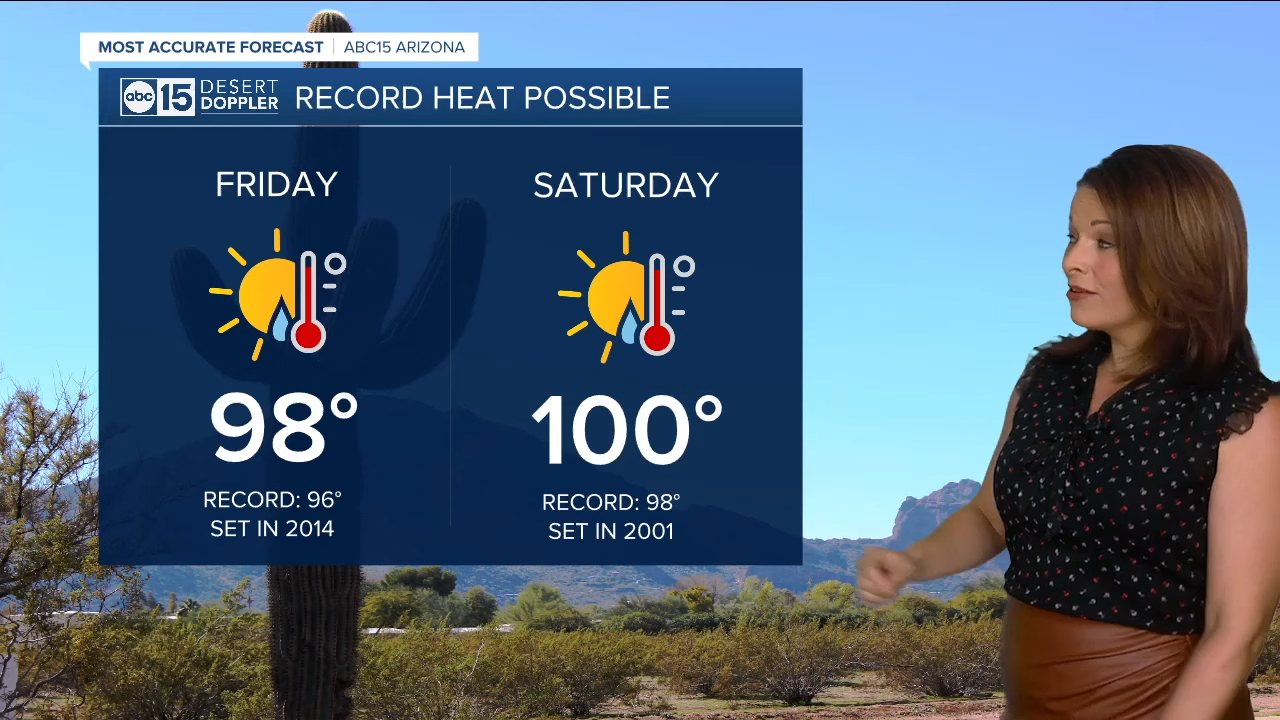 MOST ACCURATE FORECAST | ABC15 ARIZONA
abc 15 DESERT DOPPLER RECORD HEAT POSSIBLE
FRIDAY
98°
RECORD: 96°
SET IN 2014
SATURDAY
100°
RECORD: 98°
SET IN 2001